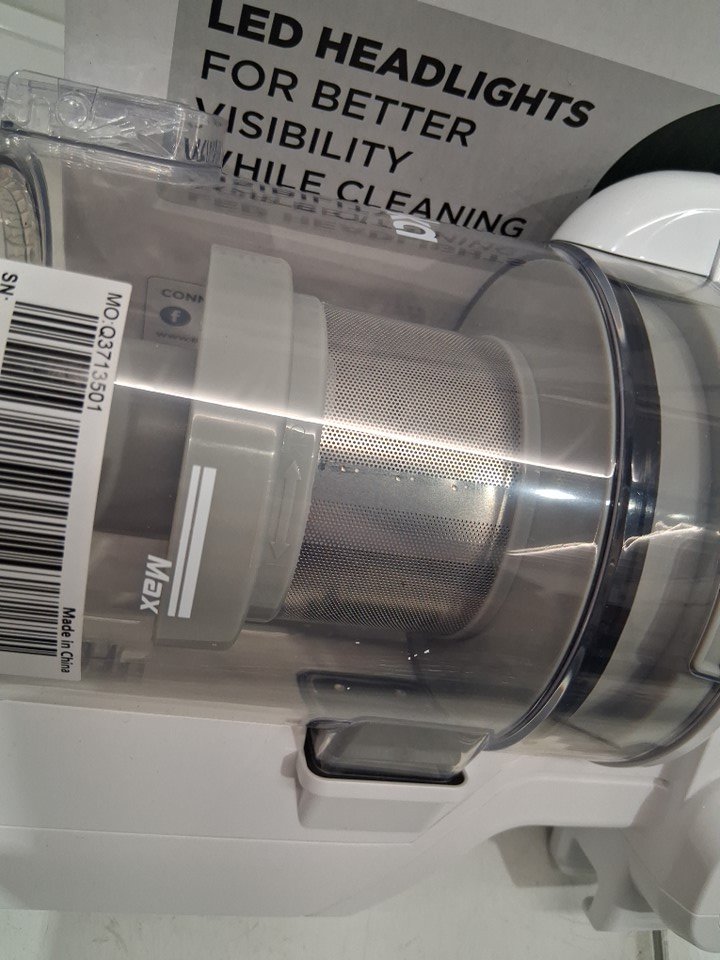 LED HEADLIGHTS
FOR BETTER
VISIBILITY
WHILE CLEANING
MO:Q3713501
SN:
Made in China
Max